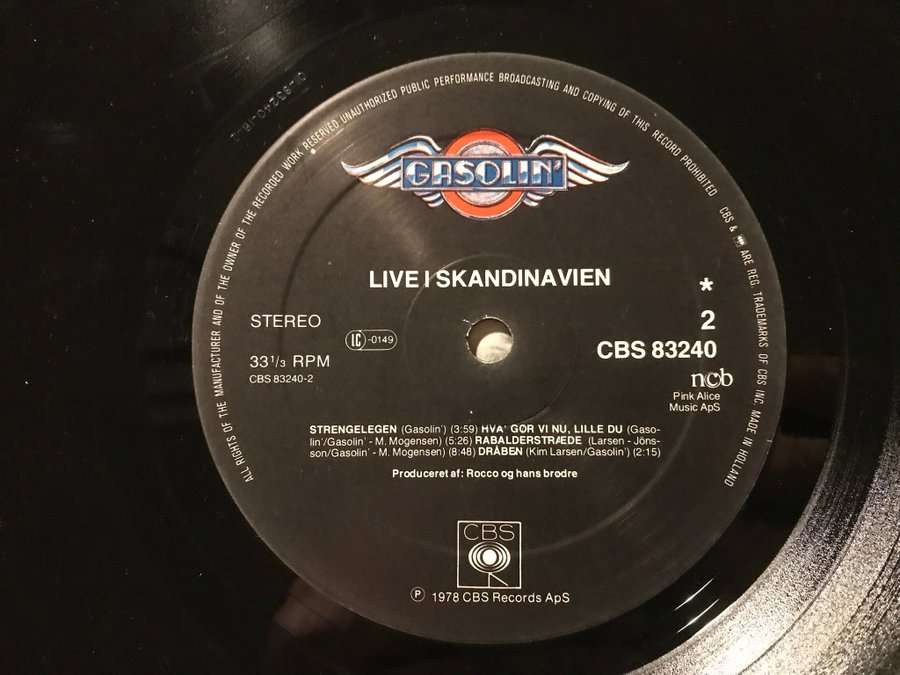 ALL RIGHTS OF THE MANUFACTURER AND OF THE OWNER OF THE RECORDED WORK RESERVED UNAUTHORIZED PUBLIC PERFORMANCE BROADCASTING AND COPYING OF THIS RECORD PROHIBITED CBS & ARE REG. TRADEMARKS OF CBS INC. MADE IN HOLLAND
GASOLIN'
LIVE I SKANDINAVIEN
*
STEREO
2
LC -0149
CBS 83240
33 1/3 RPM
CBS 83240-2
ncb
Pink Alice
Music ApS
STRENGELEGEN (Gasolin') (3:59) HVA' GØR VI NU, LILLE DU (Gaso-
lin'/Gasolin' - M. Mogensen) (5:26) RABALDERSTRÆDE (Larsen - Jöns-
son/Gasolin' - M. Mogensen) (8:48) DRÅBEN (Kim Larsen/Gasolin') (2:15)
Produceret af: Rocco og hans brødre
CBS
℗ 1978 CBS Records ApS